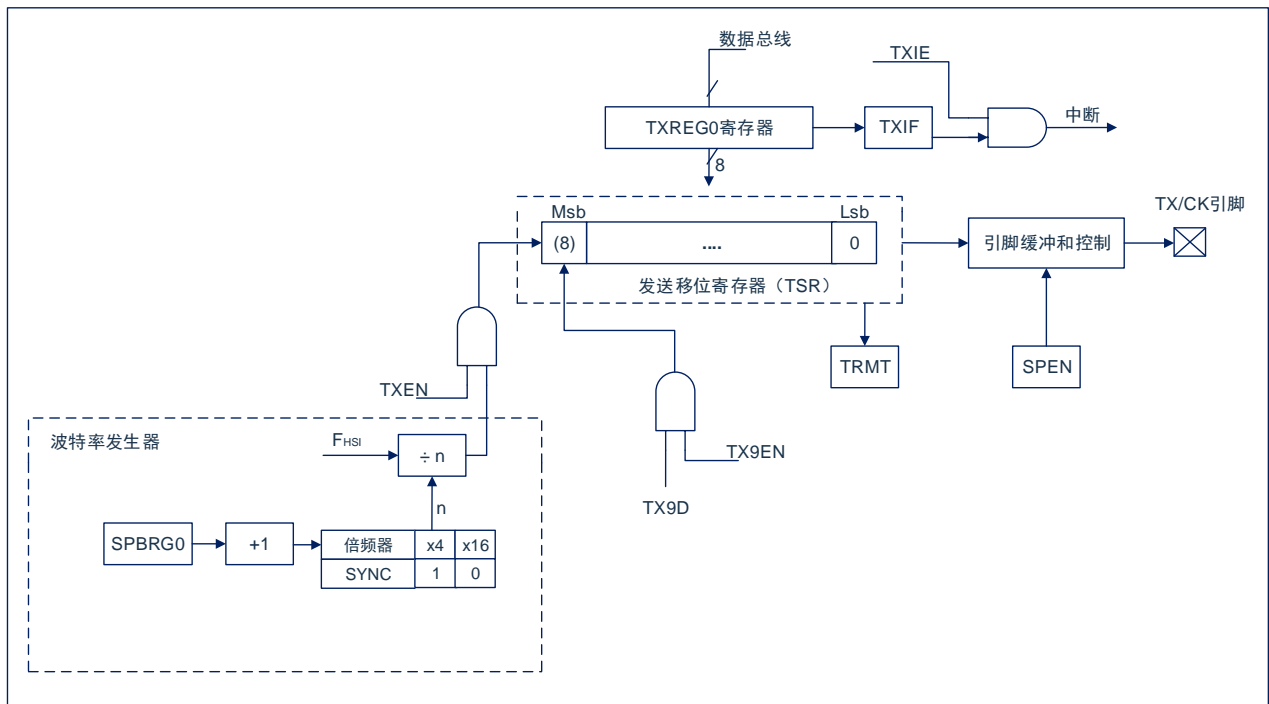 数据总线
TXIE
TXREG0寄存器
TXIF
中断
8
Msb
Lsb
TX/CK引脚
(8)
....
0
引脚缓冲和控制
发送移位寄存器（TSR）
TRMT
SPEN
TXEN
波特率发生器
FHSI
÷ n
TX9EN
n
TX9D
SPBRG0
+1
倍频器 x4 x16
SYNC 1 0